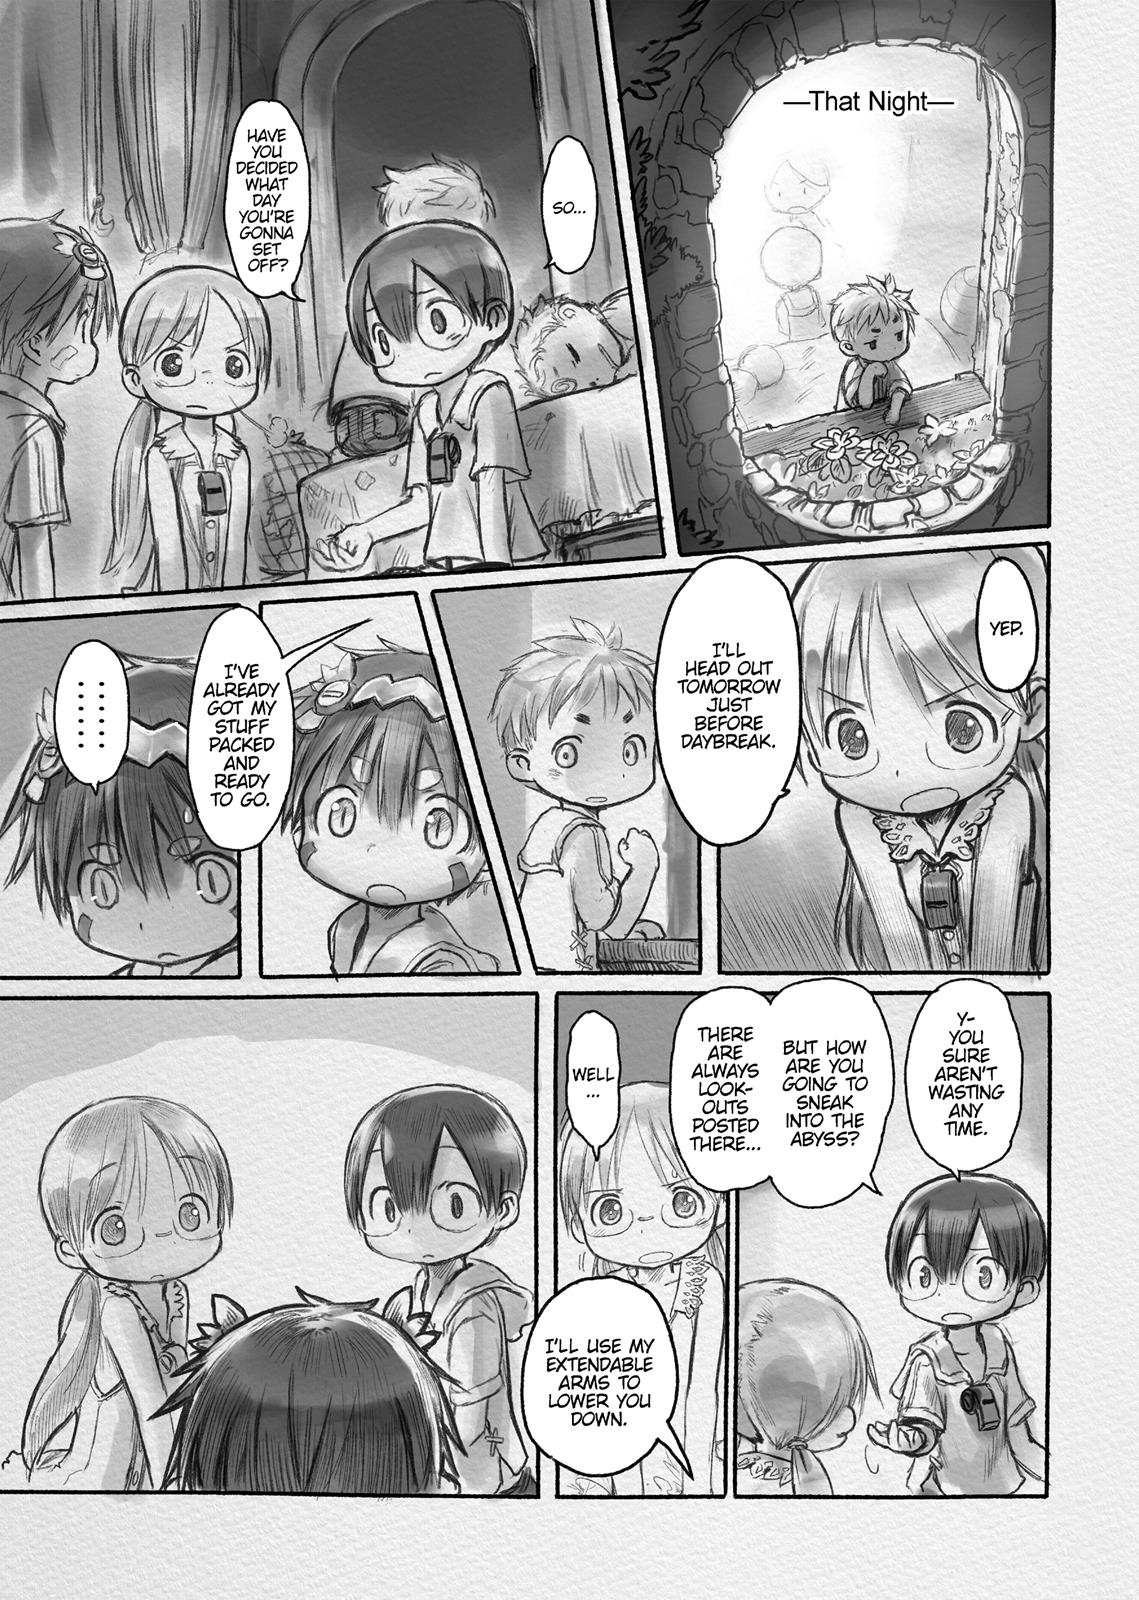 —That Night—
SO...
HAVE
YOU
DECIDED
WHAT
DAY
YOU'RE
GONNA
SET
OFF?
YEP.
I'LL
HEAD OUT
TOMORROW
JUST
BEFORE
DAYBREAK.
I'VE
ALREADY
GOT MY
STUFF
PACKED
AND
READY
TO GO.
......
Y-
YOU
SURE
AREN'T
WASTING
ANY
TIME.
BUT HOW
ARE YOU
GOING TO
SNEAK
INTO THE
ABYSS?
THERE
ARE
ALWAYS
LOOK-
OUTS
POSTED
THERE...
WELL
...
I'LL USE MY
EXTENDABLE
ARMS TO
LOWER YOU
DOWN.